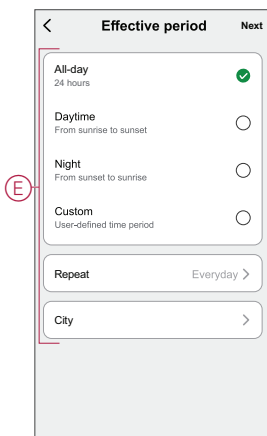 Effective period Next
All-day
24 hours
Daytime
From sunrise to sunset
Night
From sunset to sunrise
E
Custom
User-defined time period
Repeat Everyday
City